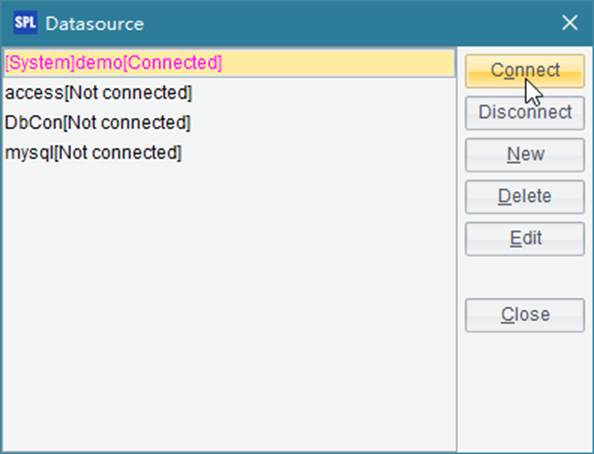 SPL Datasource
[System]demo[Connected]
access[Not connected]
DbCon[Not connected]
mysql[Not connected]
Connect
Disconnect
New
Delete
Edit
Close